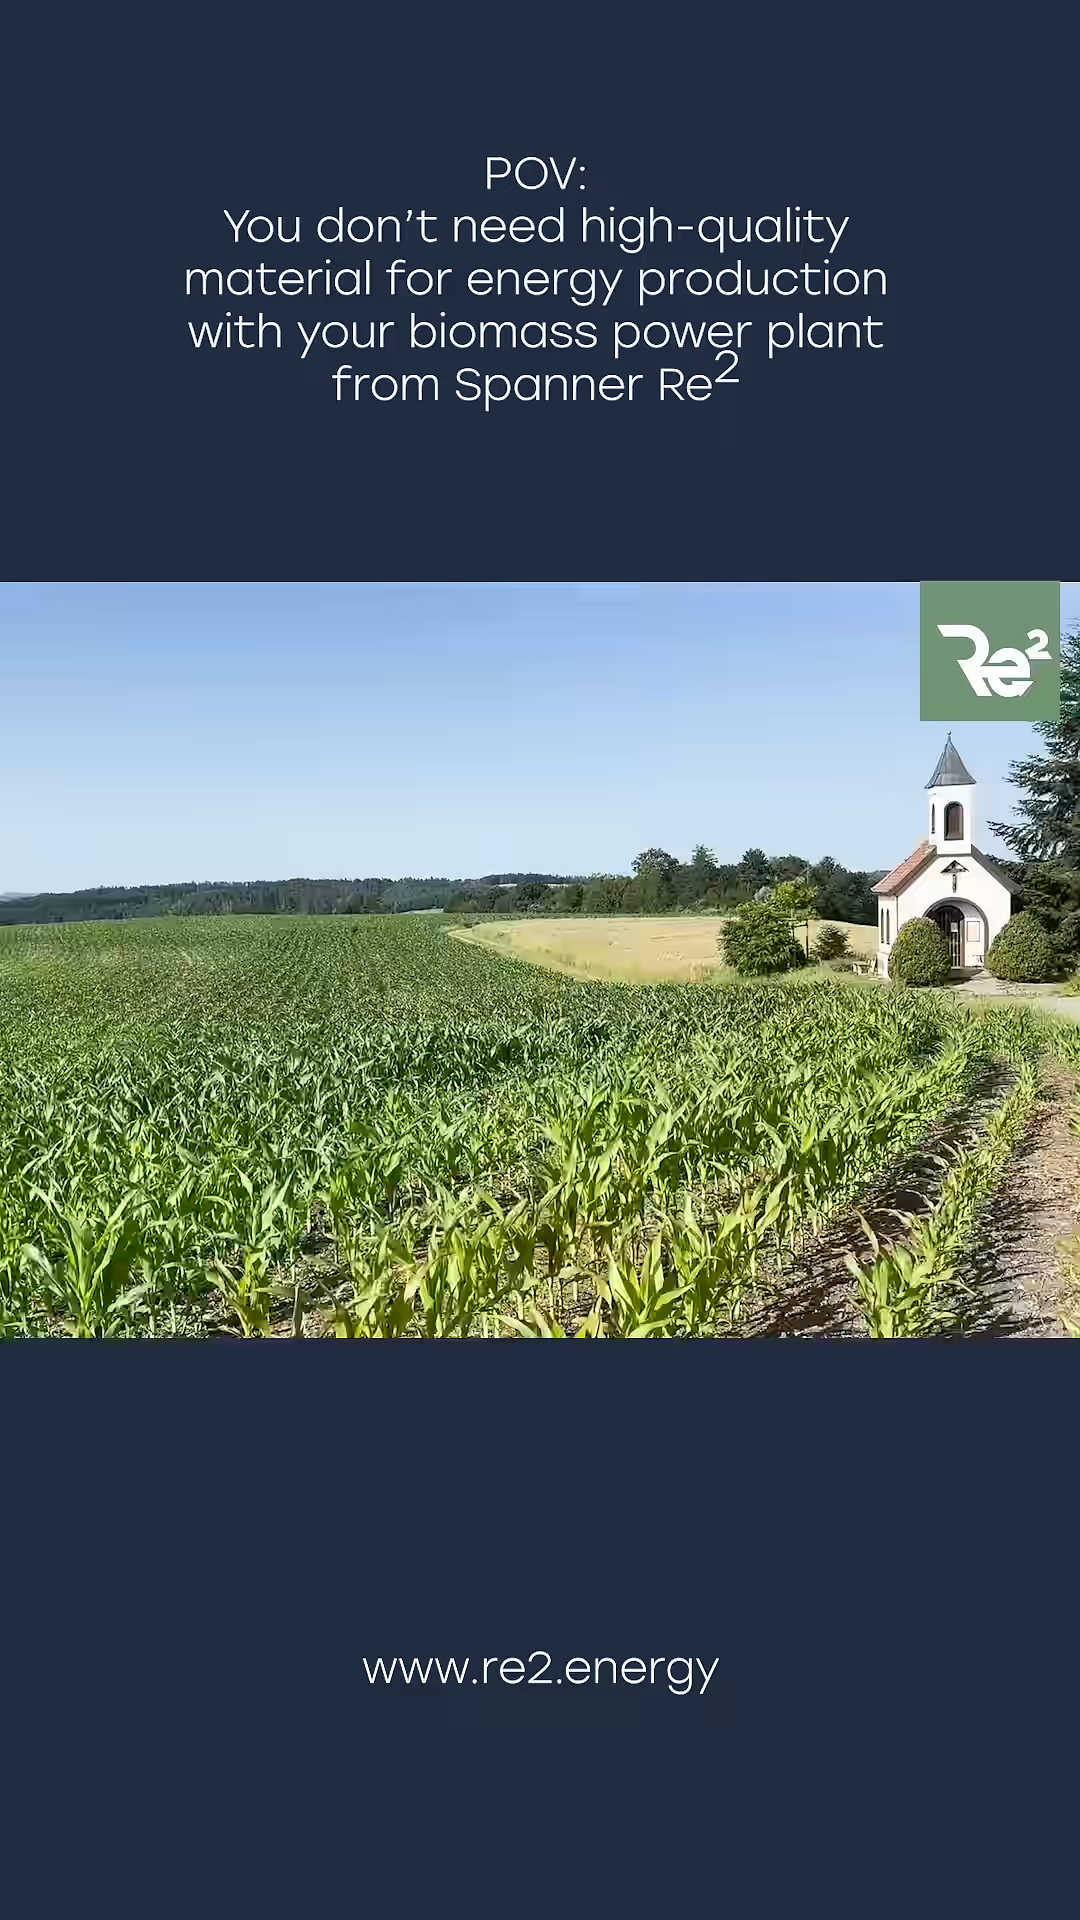 POV:
You don’t need high-quality
material for energy production
with your biomass power plant
from Spanner Re²
Re²
www.re2.energy